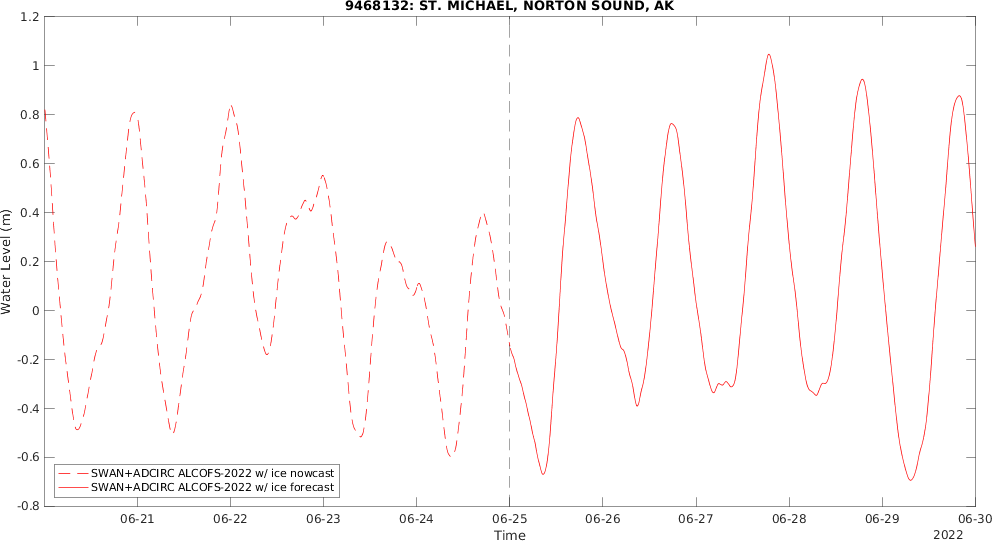 9468132: ST. MICHAEL, NORTON SOUND, AK
1.2
1
0.8
0.6
0.4
0.2
0
-0.2
-0.4
-0.6
-0.8
Water Level (m)
SWAN+ADCIRC ALCOFS-2022 w/ ice nowcast
SWAN+ADCIRC ALCOFS-2022 w/ ice forecast
06-21 06-22 06-23 06-24 06-25 06-26 06-27 06-28 06-29 06-30
Time
2022